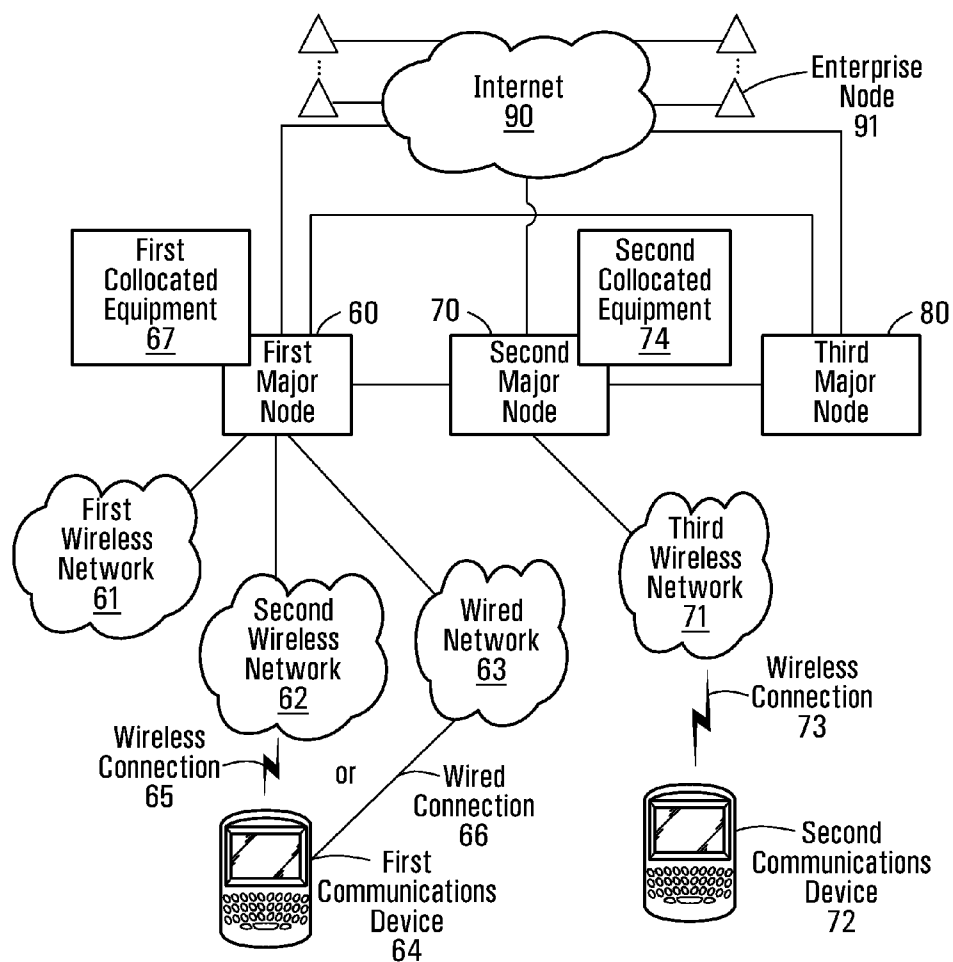 Internet
90
Enterprise
Node
91
First
Collocated
Equipment
67
Second
Collocated
Equipment
74
60
70
80
First
Major
Node
Second
Major
Node
Third
Major
Node
First
Wireless
Network
61
Second
Wireless
Network
62
Wired
Network
63
Third
Wireless
Network
71
Wireless
Connection
65
or
Wired
Connection
66
Wireless
Connection
73
First
Communications
Device
64
Second
Communications
Device
72